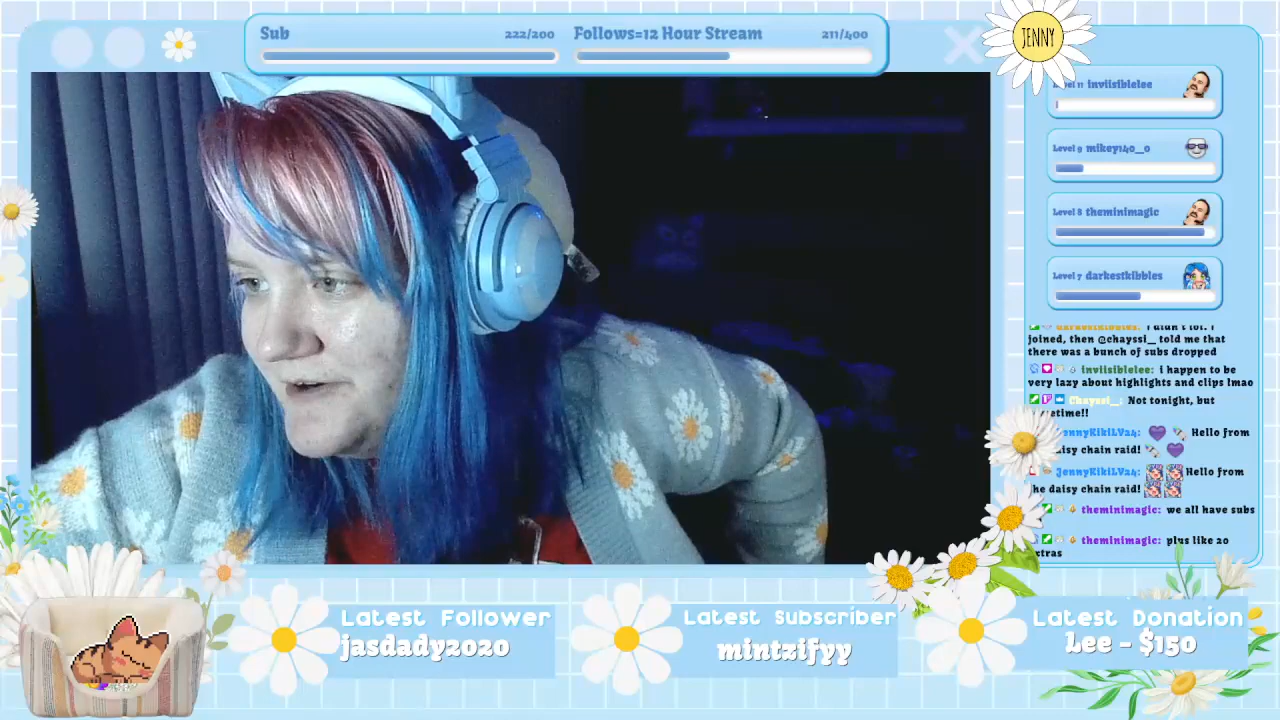 Sub 222/200 Follows=12 Hour Stream 211/400
JENNY
inviisiblelee
Level 9 mikey140_0
Level 8 theminimagic
Level 7 darkestkibbles
joined, then @chayssi__ told me that
there was a bunch of subs dropped
inviisiblelee: i happen to be
very lazy about highlights and clips lmao
Chayssi__: Not tonight, but
JennyKikiLV24: Hello from
daisy chain raid!
JennyKikiLV24: Hello from
the daisy chain raid!
theminimagic: we all have subs
theminimagic: plus like 20
extras
Latest Follower
jasdady2020
Latest Subscriber
mintzifyy
Latest Donation
Lee - $150